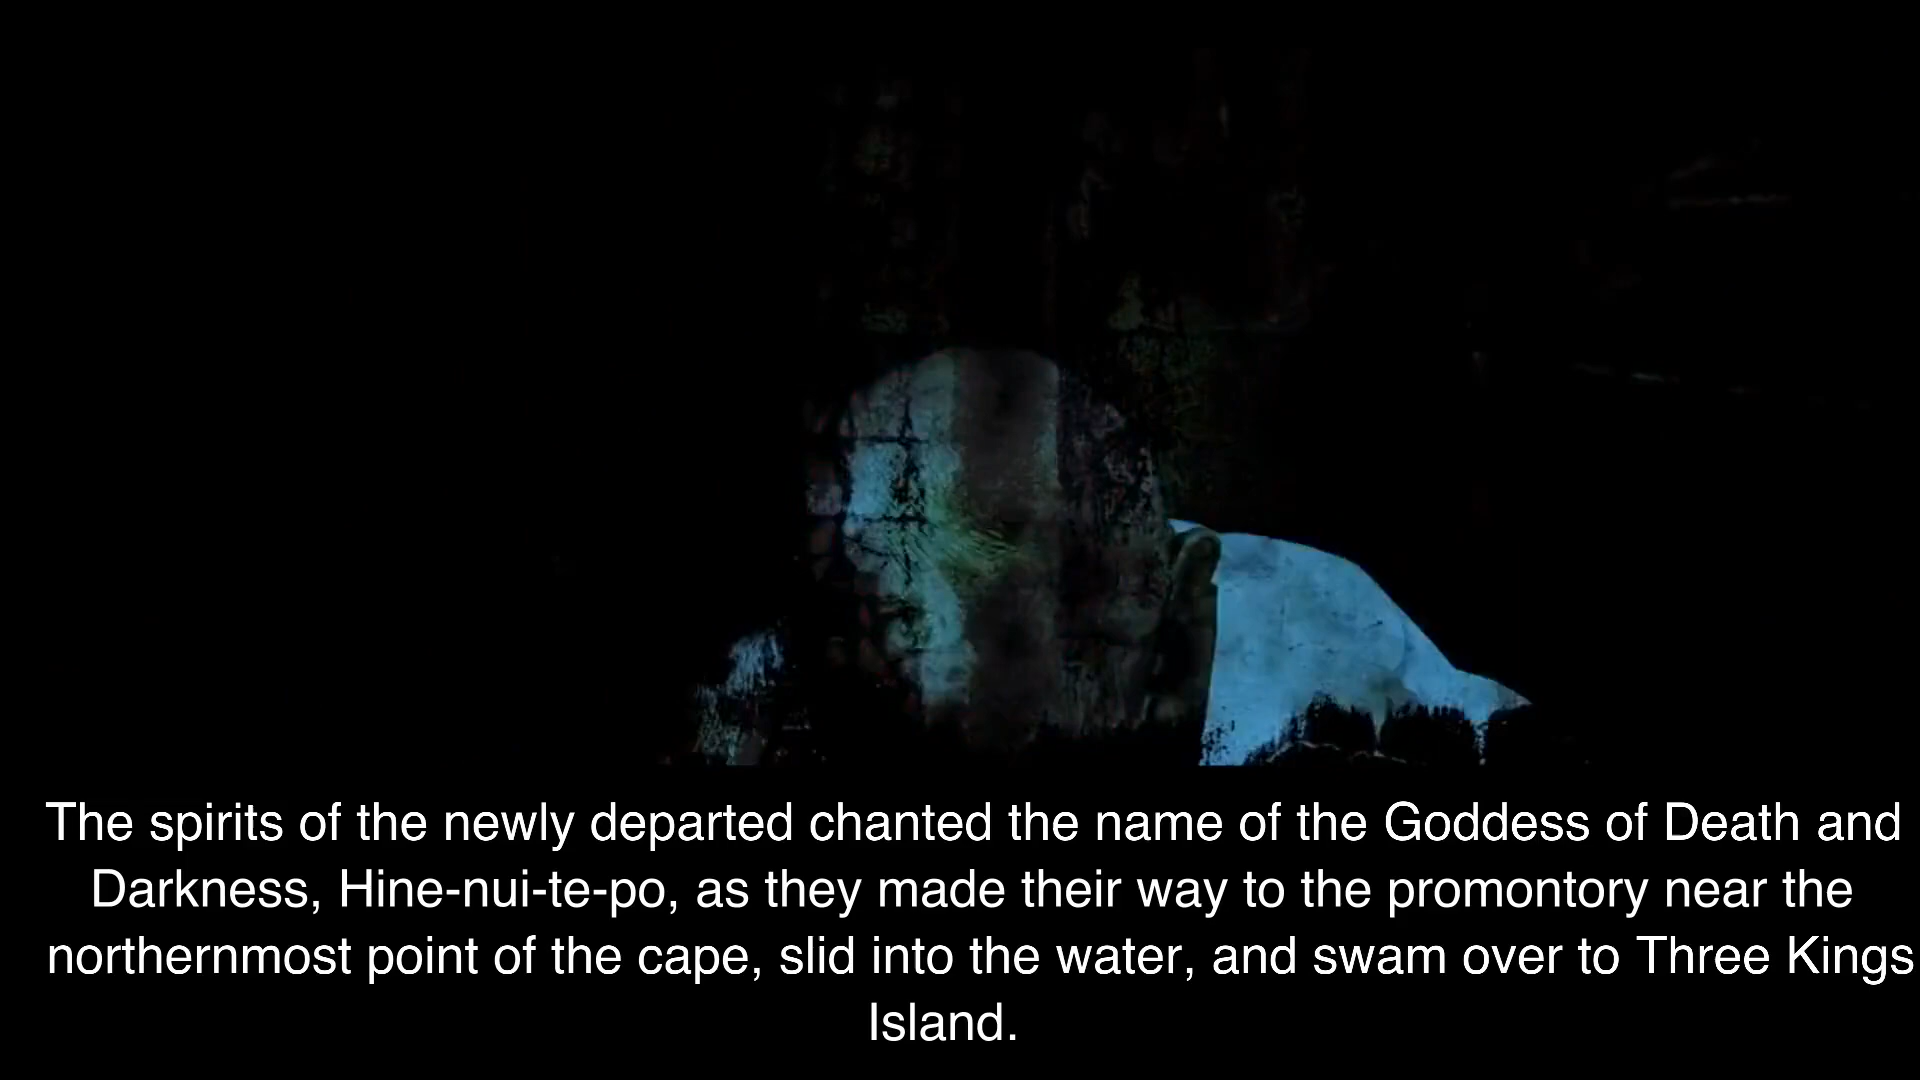 The spirits of the newly departed chanted the name of the Goddess of Death and
Darkness, Hine-nui-te-po, as they made their way to the promontory near the
northernmost point of the cape, slid into the water, and swam over to Three Kings
Island.